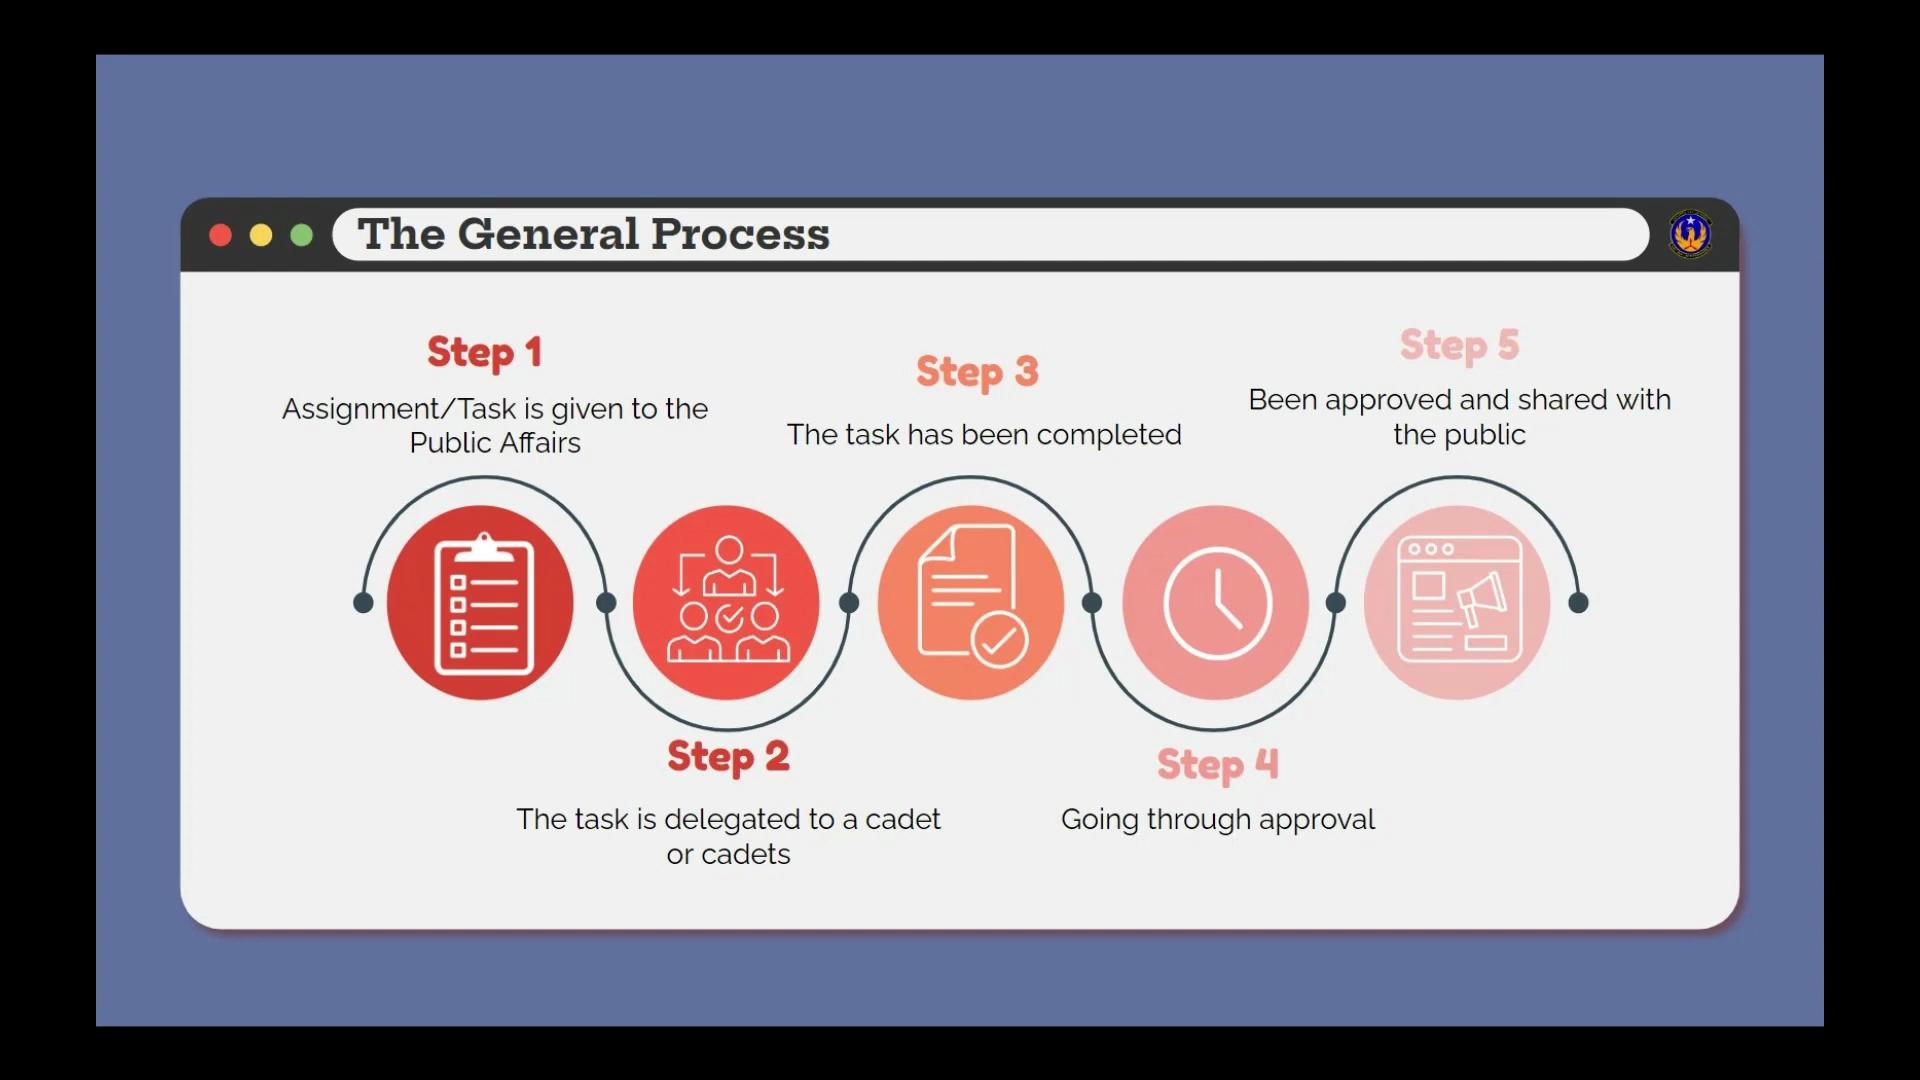 The General Process
Step 1
Assignment/Task is given to the
Public Affairs
Step 2
The task is delegated to a cadet
or cadets
Step 3
The task has been completed
Step 4
Going through approval
Step 5
Been approved and shared with
the public